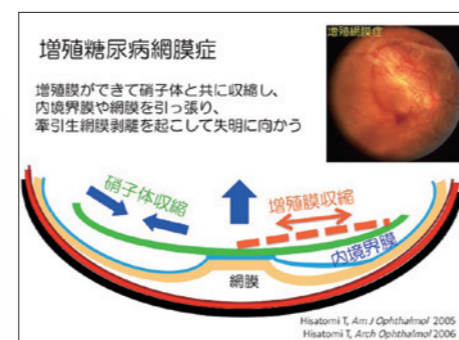 増殖糖尿病網膜症
増殖網膜症
増殖膜ができて硝子体と共に収縮し、
内境界膜や網膜を引っ張り、
牽引生網膜剥離を起こして失明に向かう
硝子体収縮
増殖膜収縮
内境界膜
網膜
Hisatomi T, Am J Ophthalmol 2005
Hisatomi T, Arch Ophthalmol 2006